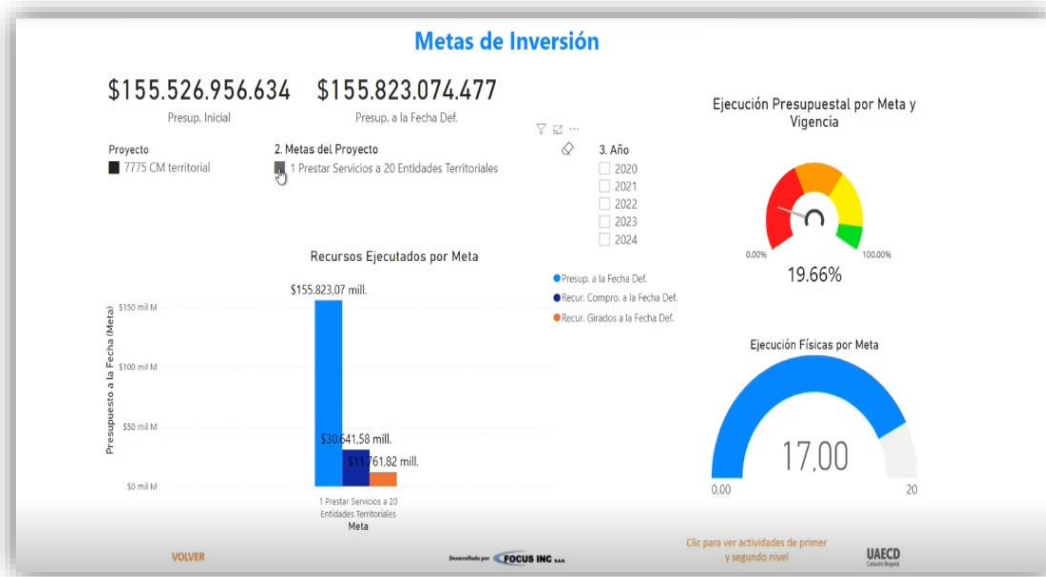 Metas de Inversión
$155.526.956.634
Presup. Inicial
$155.823.074.477
Presup. a la Fecha Def.
Proyecto
7775 CM territorial
2. Metas del Proyecto
1 Prestar Servicios a 20 Entidades Territoriales
3. Año
2020
2021
2022
2023
2024
Ejecución Presupuestal por Meta y
Vigencia
0.00%
100.00%
19.66%
Recursos Ejecutados por Meta
Presup. a la Fecha Def.
Recur. Compro. a la Fecha Def.
Recur. Girados a la Fecha Def.
Presupuesto a la Fecha (Meta)
$150 mil M
$100 mil M
$50 mil M
$0 mil M
$155.823,07 mill.
$30.641,58 mill.
$11.761,82 mill.
1 Prestar Servicios a 20
Entidades Territoriales
Meta
Ejecución Físicas por Meta
17,00
0,00
20
VOLVER
Desarrollado por
FOCUS INC S.A.S.
Clic para ver actividades de primer
y segundo nivel
UAECD
Catastro Bogotá